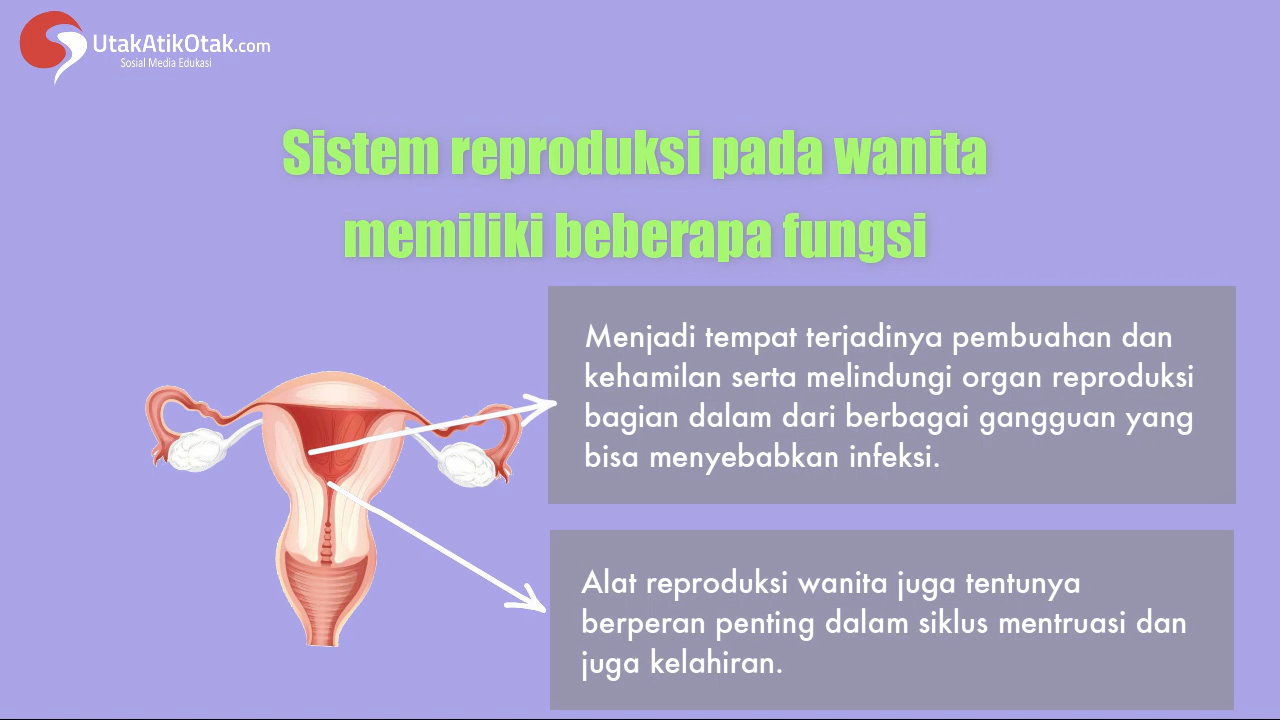 UtakAtikOtak.com
Sosial Media Edukasi
Sistem reproduksi pada wanita
memiliki beberapa fungsi
Menjadi tempat terjadinya pembuahan dan
kehamilan serta melindungi organ reproduksi
bagian dalam dari berbagai gangguan yang
bisa menyebabkan infeksi.
Alat reproduksi wanita juga tentunya
berperan penting dalam siklus mentruasi dan
juga kelahiran.